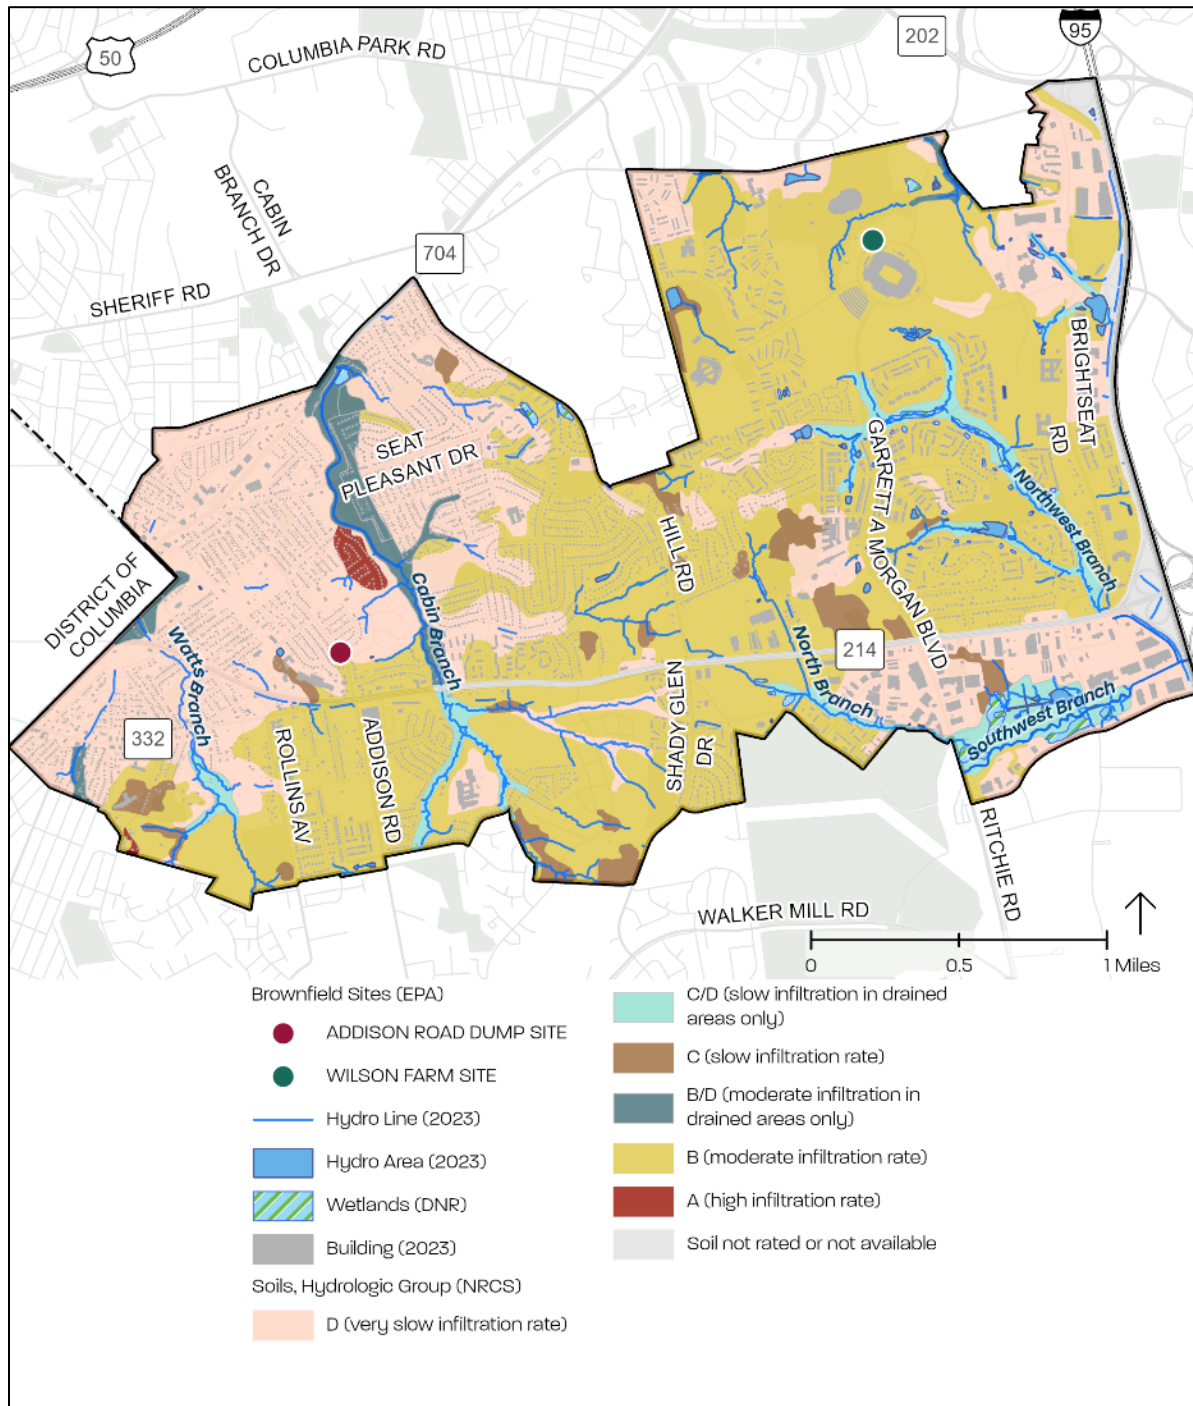 50
COLUMBIA PARK RD
202
95
CABIN
BRANCH DR
704
SHERIFF RD
SEAT
PLEASANT DR
BRIGHTSEAT
RD
GARRETT A MORGAN BLVD
Northwest Branch
HILL RD
DISTRICT OF
COLUMBIA
Cabin Branch
Watts Branch
214
North Branch
SHADY GLEN
DR
Southwest Branch
332
ROLLINS AV
ADDISON RD
RITCHIE RD
WALKER MILL RD
0 0.5 1 Miles
Brownfield Sites (EPA)
ADDISON ROAD DUMP SITE
WILSON FARM SITE
Hydro Line (2023)
Hydro Area (2023)
Wetlands (DNR)
Building (2023)
Soils, Hydrologic Group (NRCS)
D (very slow infiltration rate)
C/D (slow infiltration in drained
areas only)
C (slow infiltration rate)
B/D (moderate infiltration in
drained areas only)
B (moderate infiltration rate)
A (high infiltration rate)
Soil not rated or not available